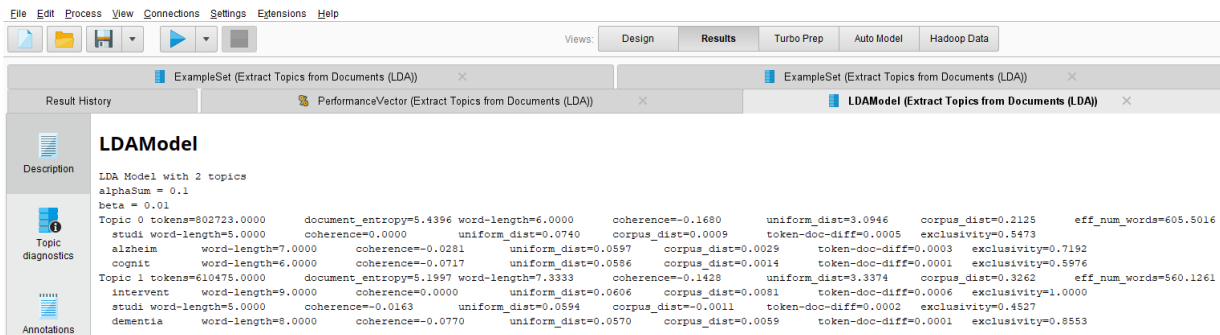 File Edit Process View Connections Settings Extensions Help
Views: Design Results Turbo Prep Auto Model Hadoop Data
ExampleSet (Extract Topics from Documents (LDA)) ExampleSet (Extract Topics from Documents (LDA))
Result History PerformanceVector (Extract Topics from Documents (LDA)) LDAModel (Extract Topics from Documents (LDA))
Description
Topic
diagnostics
Annotations
LDAModel
LDA Model with 2 topics
alphaSum = 0.1
beta = 0.01
Topic 0 tokens=802723.0000 document_entropy=5.4396 word-length=6.0000 coherence=-0.1680 uniform_dist=3.0946 corpus_dist=0.2125 eff_num_words=605.5016
studi word-length=5.0000 coherence=0.0000 uniform_dist=0.0740 corpus_dist=0.0009 token-doc-diff=0.0005 exclusivity=0.5473
alzheim word-length=7.0000 coherence=-0.0281 uniform_dist=0.0597 corpus_dist=0.0029 token-doc-diff=0.0003 exclusivity=0.7192
cognit word-length=6.0000 coherence=-0.0717 uniform_dist=0.0586 corpus_dist=0.0014 token-doc-diff=0.0001 exclusivity=0.5976
Topic 1 tokens=610475.0000 document_entropy=5.1997 word-length=7.3333 coherence=-0.1428 uniform_dist=3.3374 corpus_dist=0.3262 eff_num_words=560.1261
intervent word-length=9.0000 coherence=0.0000 uniform_dist=0.0606 corpus_dist=0.0081 token-doc-diff=0.0006 exclusivity=1.0000
studi word-length=5.0000 coherence=-0.0163 uniform_dist=0.0594 corpus_dist=-0.0011 token-doc-diff=0.0002 exclusivity=0.4527
dementia word-length=8.0000 coherence=-0.0770 uniform_dist=0.0570 corpus_dist=0.0059 token-doc-diff=0.0001 exclusivity=0.8553